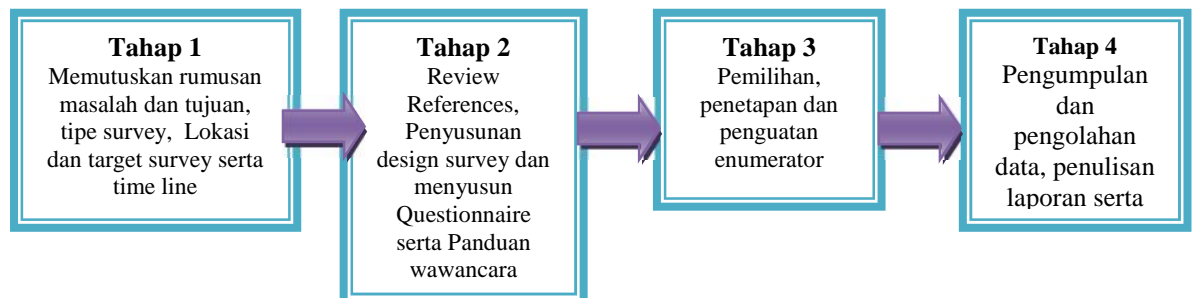 Tahap 1
Memutuskan rumusan
masalah dan tujuan,
tipe survey, Lokasi
dan target survey serta
time line
Tahap 2
Review
References,
Penyusunan
design survey dan
menyusun
Questionnaire
serta Panduan
wawancara
Tahap 3
Pemilihan,
penetapan dan
penguatan
enumerator
Tahap 4
Pengumpulan
dan
pengolahan
data, penulisan
laporan serta